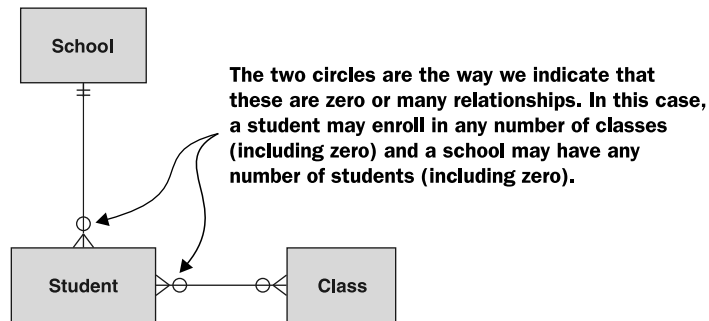 School
The two circles are the way we indicate that
these are zero or many relationships. In this case,
a student may enroll in any number of classes
(including zero) and a school may have any
number of students (including zero).
Student
Class